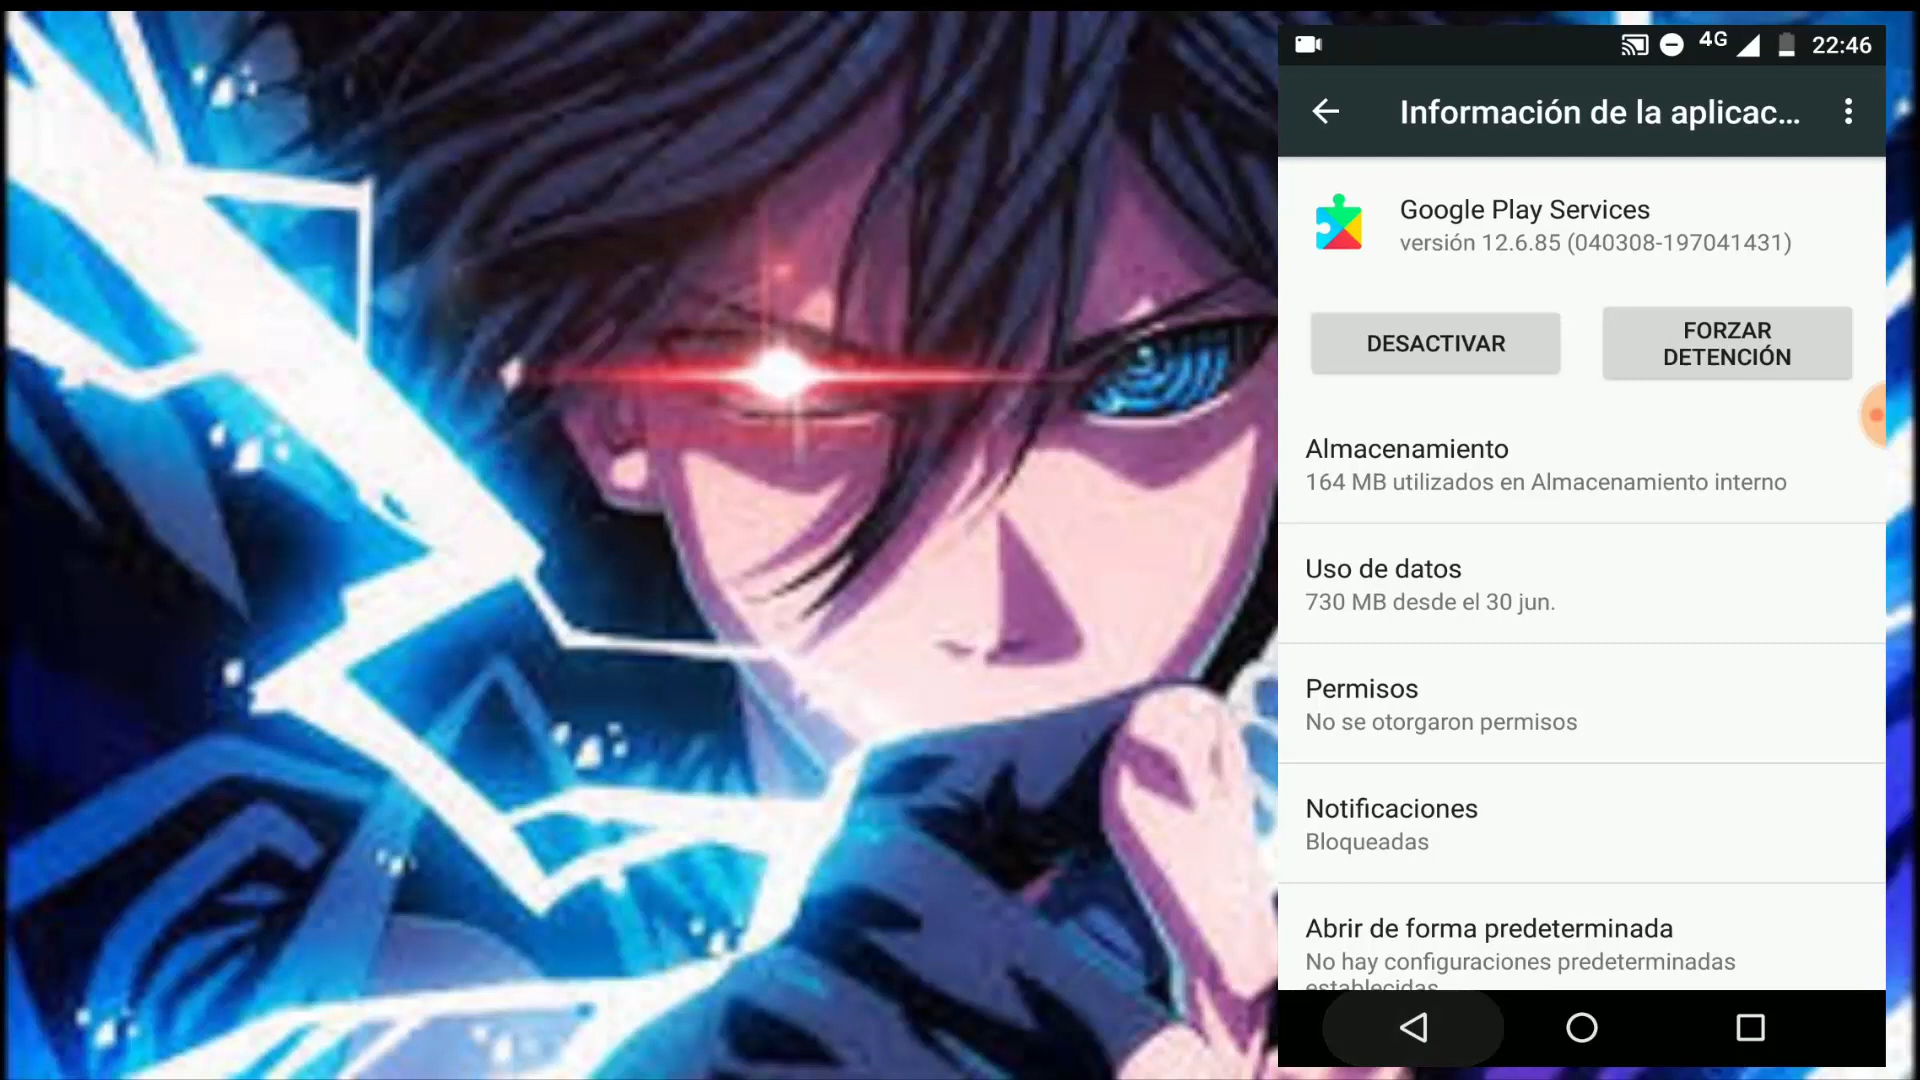 4G 22:46
Información de la aplicac...
Google Play Services
versión 12.6.85 (040308-197041431)
DESACTIVAR
FORZAR
DETENCIÓN
Almacenamiento
164 MB utilizados en Almacenamiento interno
Uso de datos
730 MB desde el 30 jun.
Permisos
No se otorgaron permisos
Notificaciones
Bloqueadas
Abrir de forma predeterminada
No hay configuraciones predeterminadas
establecidas